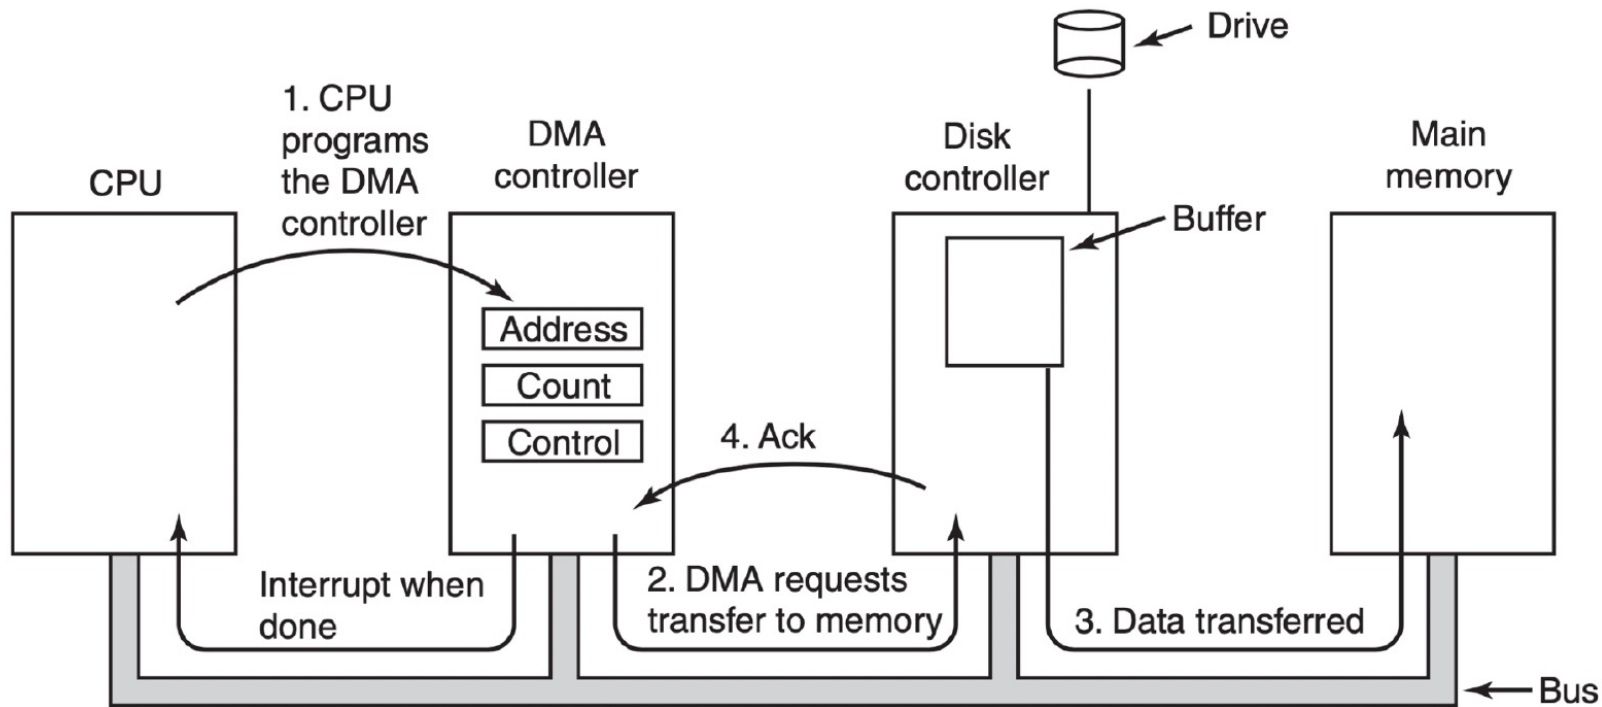 Drive
1. CPU
programs
the DMA
controller
CPU
DMA
controller
Disk
controller
Main
memory
Buffer
Address
Count
Control
4. Ack
Interrupt when
done
2. DMA requests
transfer to memory
3. Data transferred
Bus